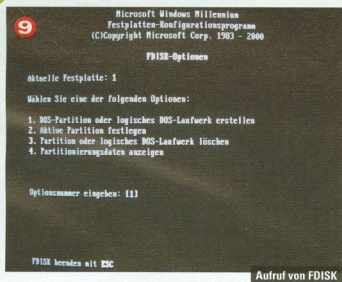 9
Microsoft Windows Millennium
Festplatten-Konfigurationsprogramm
(C)Copyright Microsoft Corp. 1983 - 2000
FDISK-Optionen
Aktuelle Festplatte: 1
Wählen Sie eine der folgenden Optionen:
1. DOS-Partition oder logisches DOS-Laufwerk erstellen
2. Aktive Partition festlegen
3. Partition oder logisches DOS-Laufwerk löschen
4. Partitionierungsdaten anzeigen
Optionsnummer eingeben: [1]
FDISK beenden mit ESC
Aufruf von FDISK